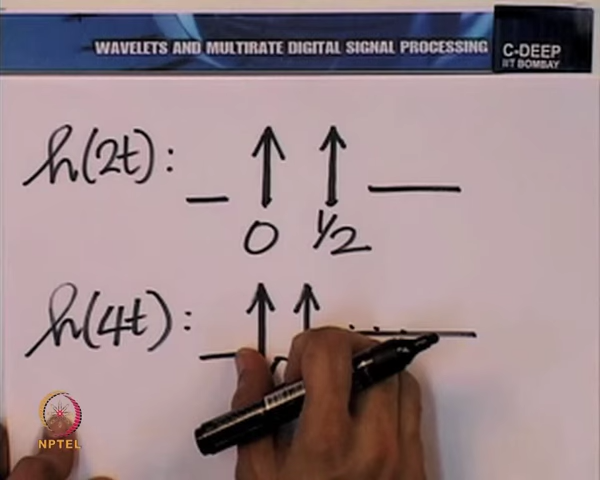 WAVELETS AND MULTIRATE DIGITAL SIGNAL PROCESSING
C-DEEP
IIT BOMBAY
h(2t):
0 1/2
h(4t):
NPTEL